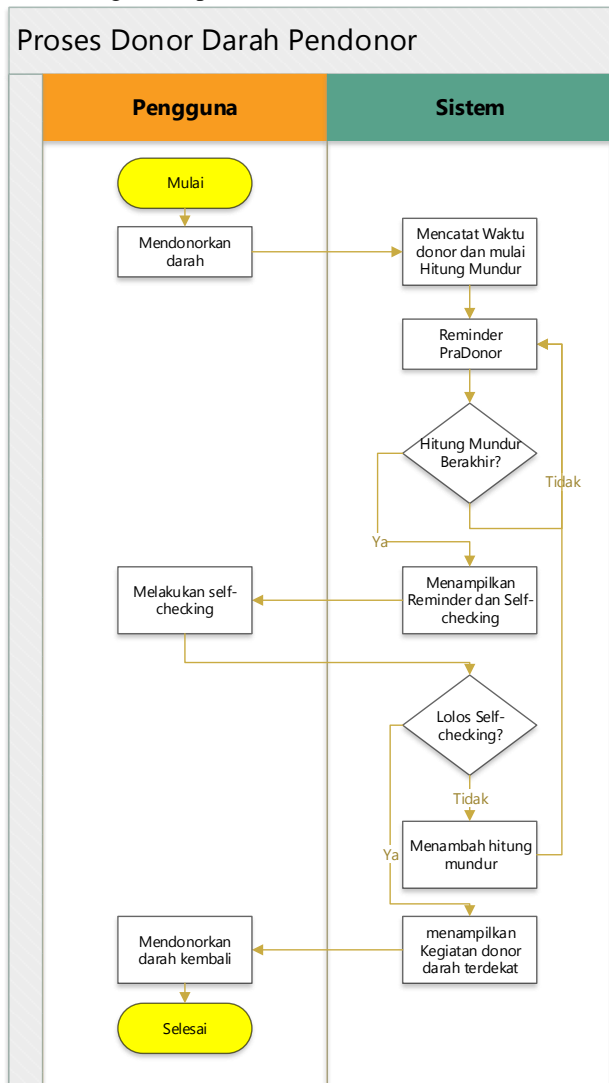 Proses Donor Darah Pendonor
Pengguna
Sistem
Mulai
Mendonorkan
darah
Mencatat Waktu
donor dan mulai
Hitung Mundur
Reminder
PraDonor
Hitung Mundur
Berakhir?
Tidak
Ya
Melakukan self-
checking
Menampilkan
Reminder dan Self-
checking
Lolos Self-
checking?
Tidak
Ya
Menambah hitung
mundur
Mendonorkan
darah kembali
menampilkan
Kegiatan donor
darah terdekat
Selesai